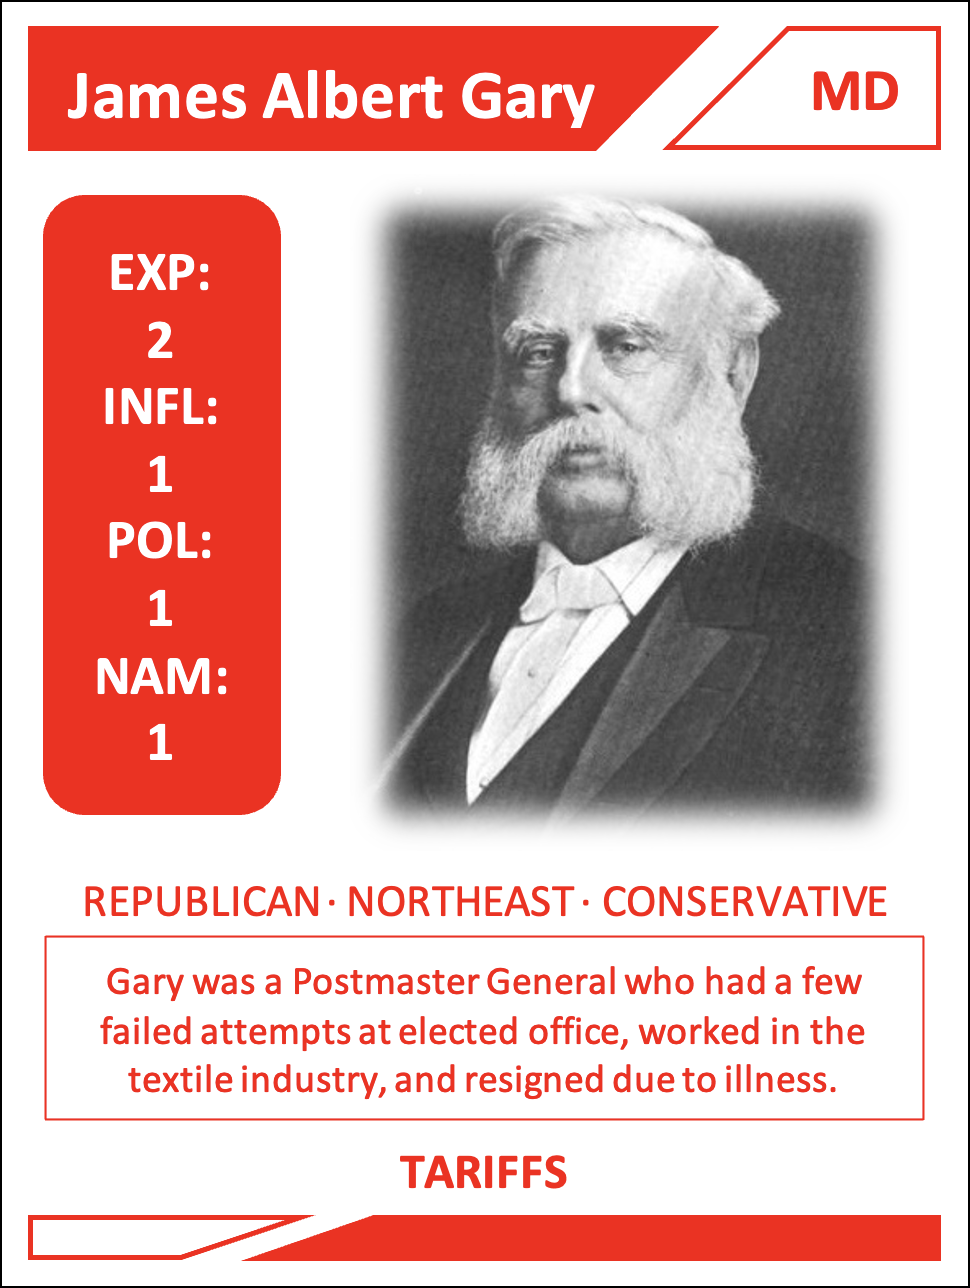 James Albert Gary
MD
EXP:
2
INFL:
1
POL:
1
NAM:
1
REPUBLICAN · NORTHEAST · CONSERVATIVE
Gary was a Postmaster General who had a few
failed attempts at elected office, worked in the
textile industry, and resigned due to illness.
TARIFFS